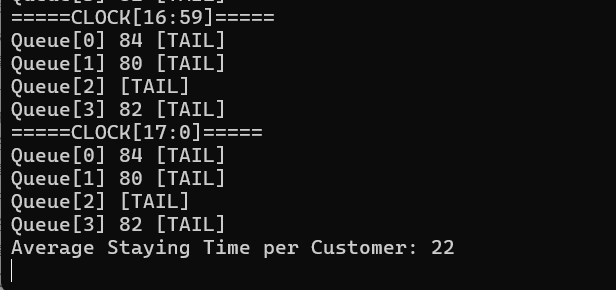 =====CLOCK[16:59]=====
Queue[0] 84 [TAIL]
Queue[1] 80 [TAIL]
Queue[2] [TAIL]
Queue[3] 82 [TAIL]
=====CLOCK[17:0]=====
Queue[0] 84 [TAIL]
Queue[1] 80 [TAIL]
Queue[2] [TAIL]
Queue[3] 82 [TAIL]
Average Staying Time per Customer: 22